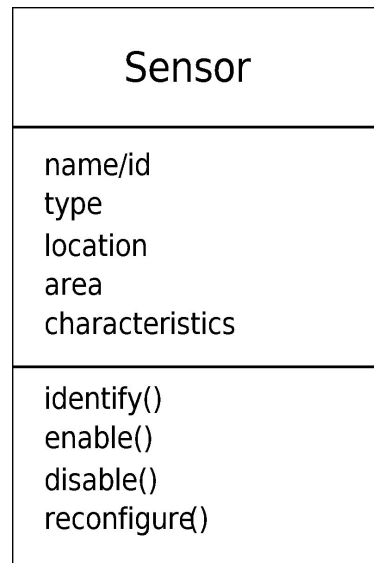 Sensor
name/id
type
location
area
characteristics
identify()
enable()
disable()
reconfigure()